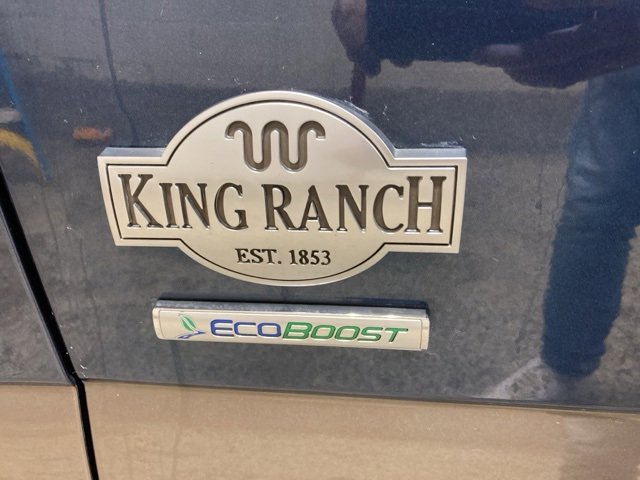 KING RANCH
EST. 1853
ECOBOOST